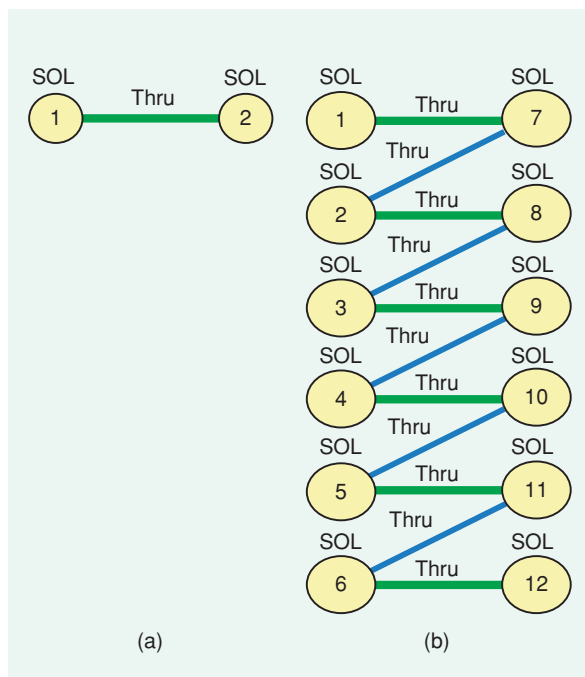 SOL SOL
Thru
1 2
(a)
SOL SOL
Thru
1 7
Thru
SOL SOL
Thru
2 8
Thru
SOL SOL
Thru
3 9
Thru
SOL SOL
Thru
4 10
Thru
SOL SOL
Thru
5 11
Thru
SOL SOL
Thru
6 12
(b)